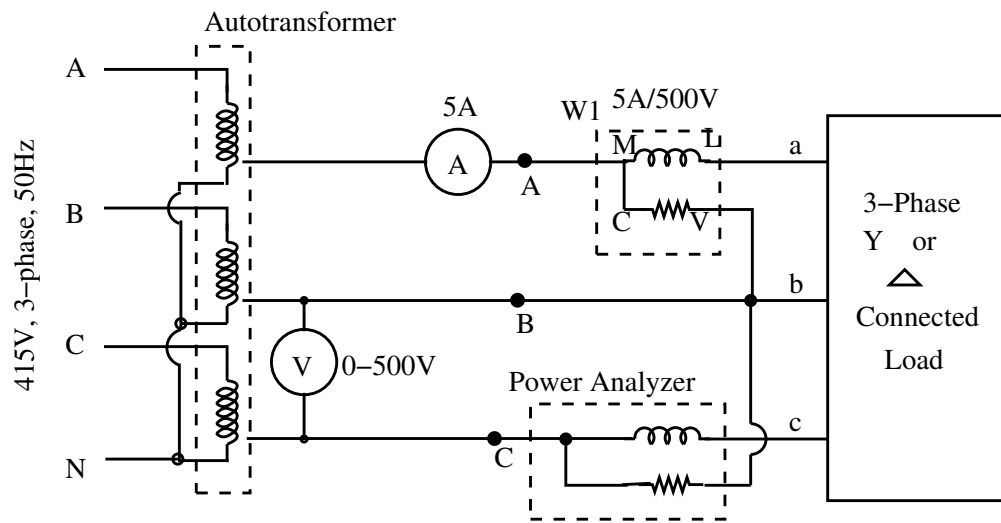 Autotransformer
A
5A
W1
5A/500V
M
L
a
A
A
C
V
B
3−Phase
Y or
Connected
Load
415V, 3−phase, 50Hz
b
B
C
V
0−500V
Power Analyzer
c
C
N